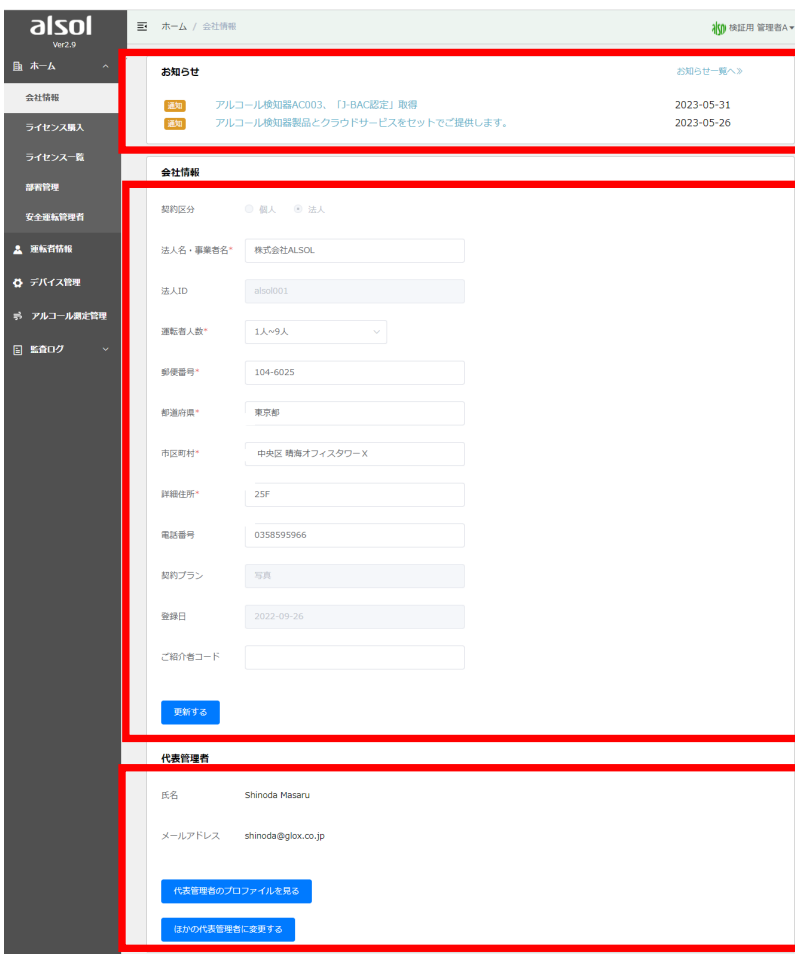 alsol
Ver2.9
ホーム
会社情報
ライセンス購入
ライセンス一覧
部署管理
安全運転管理者
運転者情報
デバイス管理
アルコール測定管理
監査ログ
ホーム / 会社情報
alsol 検証用 管理者A
お知らせ お知らせ一覧へ》
通知 アルコール検知器AC003、「J-BAC認定」取得 2023-05-31
通知 アルコール検知器製品とクラウドサービスをセットでご提供します。 2023-05-26
会社情報
契約区分 個人 法人
法人名・事業者名* 株式会社ALSOL
法人ID alsol001
運転者人数* 1人~9人
郵便番号* 104-6025
都道府県* 東京都
市区町村* 中央区 晴海オフィスタワーX
詳細住所* 25F
電話番号 0358595966
契約プラン 写真
登録日 2022-09-26
ご紹介者コード
更新する
代表管理者
氏名 Shinoda Masaru
メールアドレス shinoda@glox.co.jp
代表管理者のプロファイルを見る
ほかの代表管理者に変更する